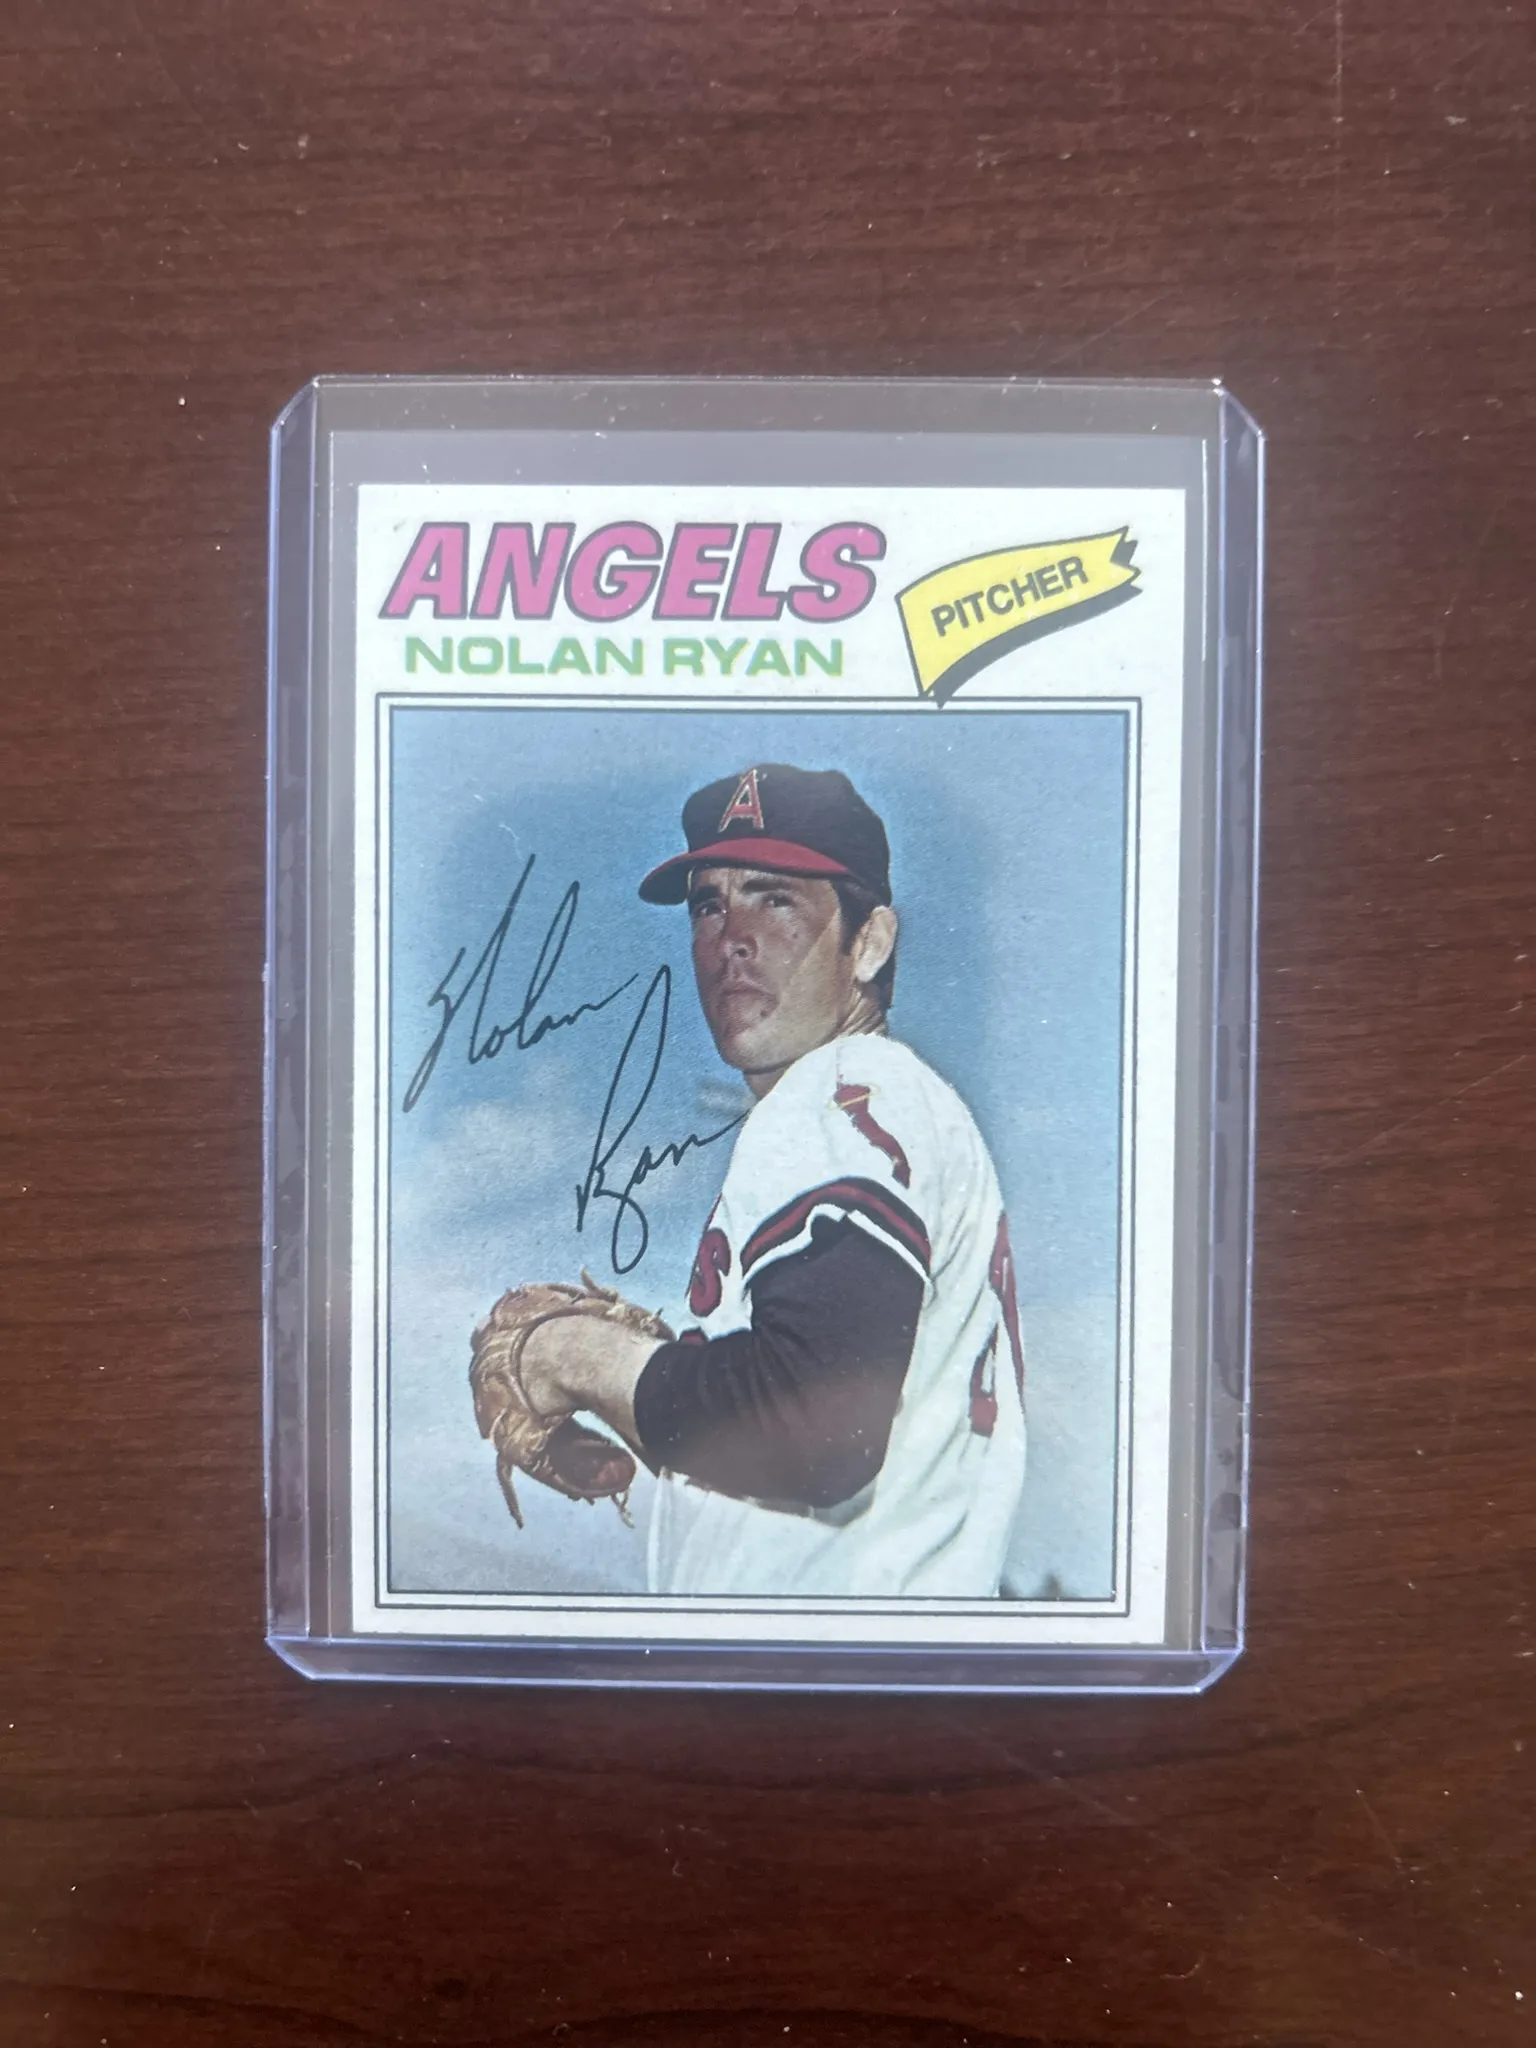 ANGELS
NOLAN RYAN
PITCHER
A
Nolan
Ryan
S